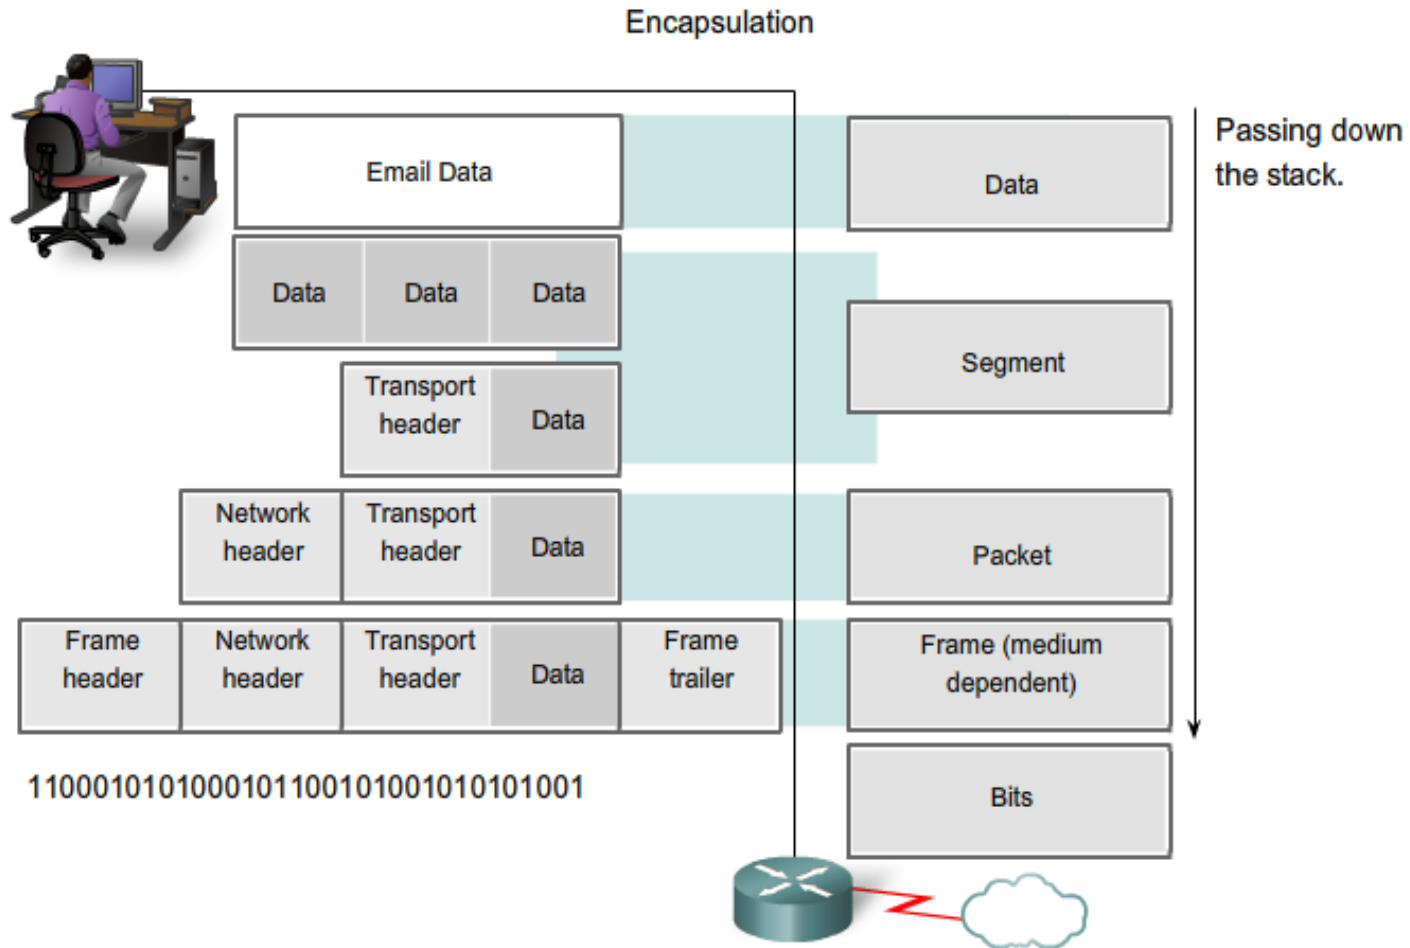 Encapsulation
Passing down
the stack.
Email Data
Data
Data Data Data
Segment
Transport
header
Data
Network
header
Transport
header
Data
Packet
Frame
header
Network
header
Transport
header
Data
Frame
trailer
Frame (medium
dependent)
1100010101000101100101001010101001
Bits